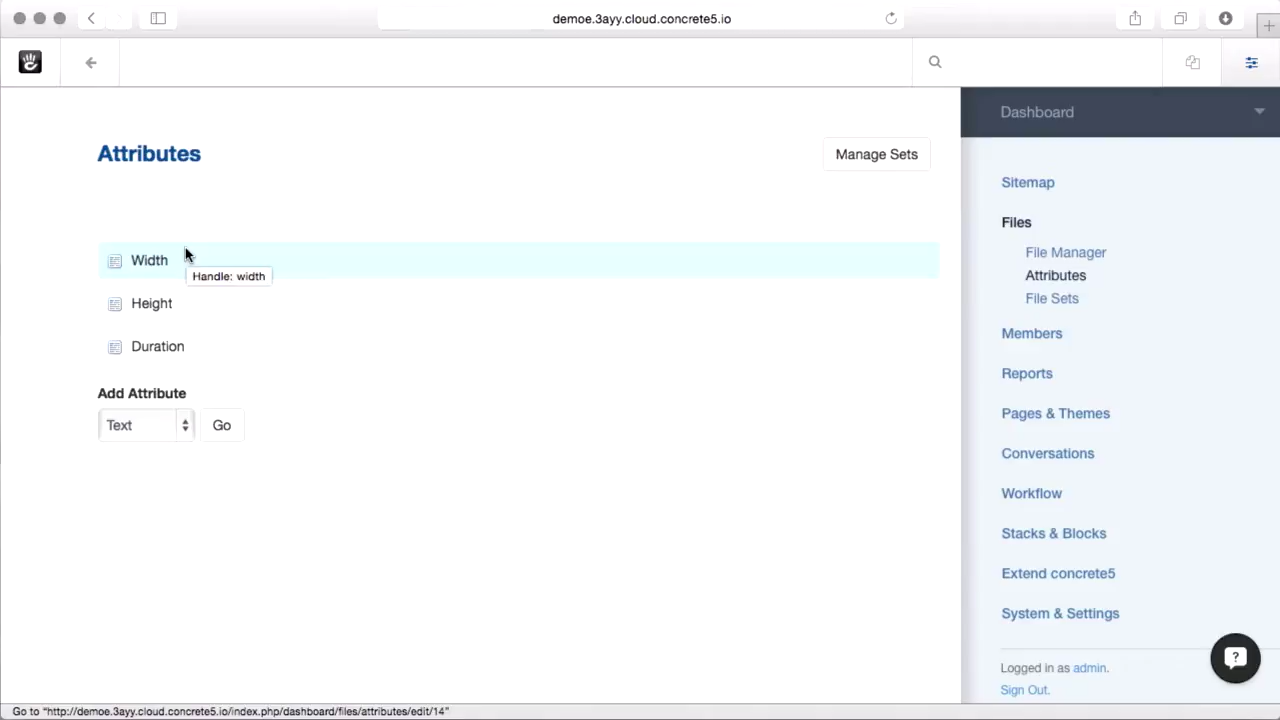 demoe.3ayy.cloud.concrete5.io
Attributes
Manage Sets
Width
Handle: width
Height
Duration
Add Attribute
Text
Go
Dashboard
Sitemap
Files
File Manager
Attributes
File Sets
Members
Reports
Pages & Themes
Conversations
Workflow
Stacks & Blocks
Extend concrete5
System & Settings
Logged in as admin.
Sign Out.
Go to “http://demoe.3ayy.cloud.concrete5.io/index.php/dashboard/files/attributes/edit/14”